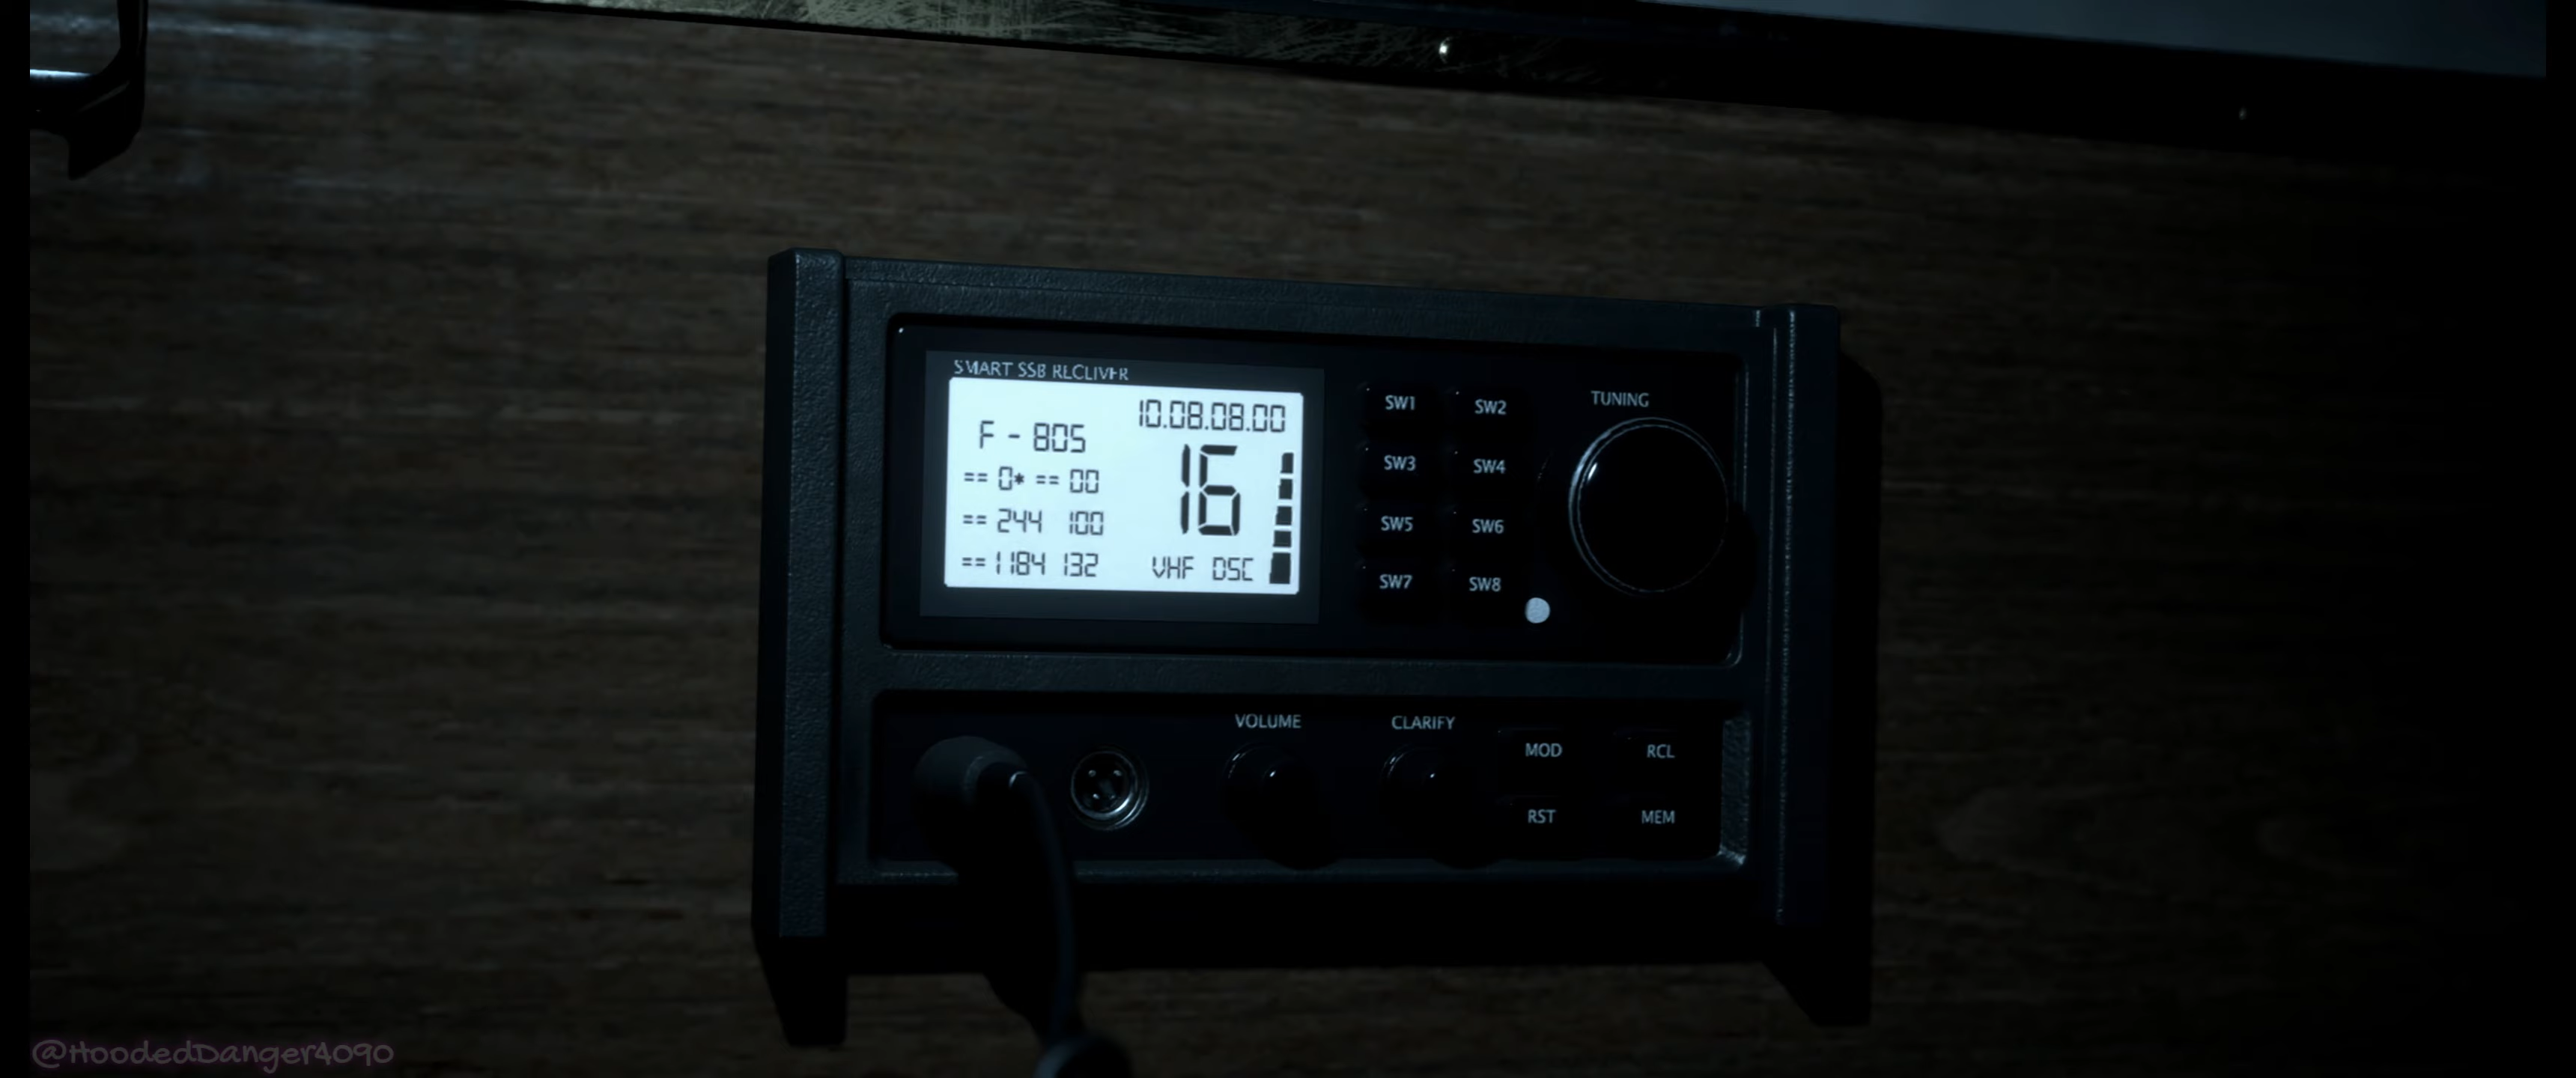 SMART SSB RECLIVER
10.08.08.00
F - 805
16
== 0* == 00
== 244 100
== 1184 132
VHF DSC
SW1 SW2
SW3 SW4
SW5 SW6
SW7 SW8
TUNING
VOLUME
CLARIFY
MOD RCL
RST MEM
@HoodedDanger4090